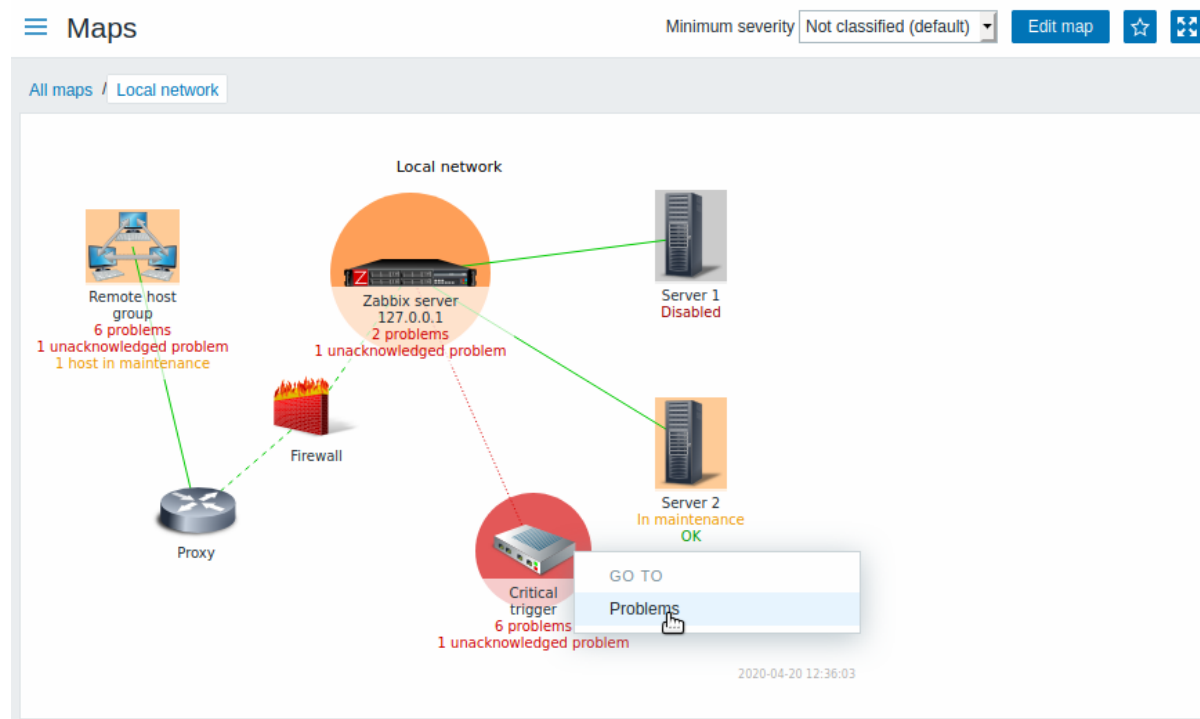 Maps
Minimum severity Not classified (default) Edit map
All maps / Local network
Local network
Remote host
group
6 problems
1 unacknowledged problem
1 host in maintenance
Z
Zabbix server
127.0.0.1
2 problems
1 unacknowledged problem
Server 1
Disabled
Firewall
Proxy
Server 2
In maintenance
OK
Critical
trigger
6 problems
1 unacknowledged problem
GO TO
Problems
2020-04-20 12:36:03